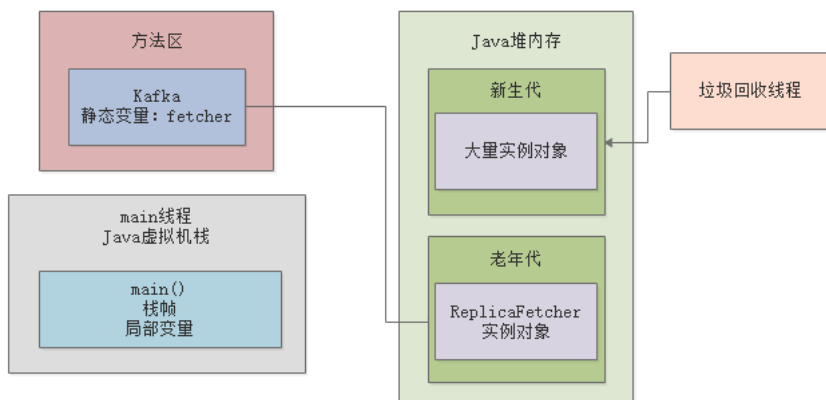 方法区
Kafka
静态变量：fetcher
main线程
Java虚拟机栈
main()
栈帧
局部变量
Java堆内存
新生代
大量实例对象
老年代
ReplicaFetcher
实例对象
垃圾回收线程